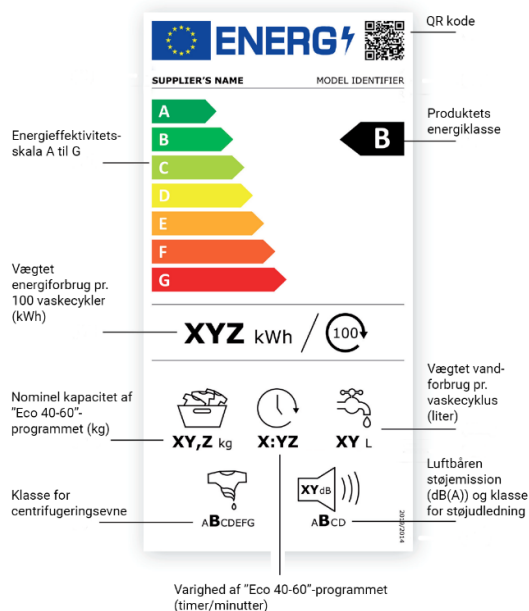 ENERG
QR kode
SUPPLIER'S NAME
MODEL IDENTIFIER
A
B
C
D
E
F
G
B
Produktets
energiklasse
Energieffektivitets-
skala A til G
Vægtet
energiforbrug pr.
100 vaskecykler
(kWh)
XYZ kWh / 100
Nominel kapacitet af
"Eco 40-60"-
programmet (kg)
XY,Z kg
X:YZ
XY L
Vægtet vand-
forbrug pr.
vaskecyklus
(liter)
Klasse for
centrifugeringsevne
ABCDEFG
XYdB
ABCD
Luftbåren
støjemission
(dB(A)) og klasse
for støjudledning
2019/2014
Varighed af "Eco 40-60"-programmet
(timer/minutter)